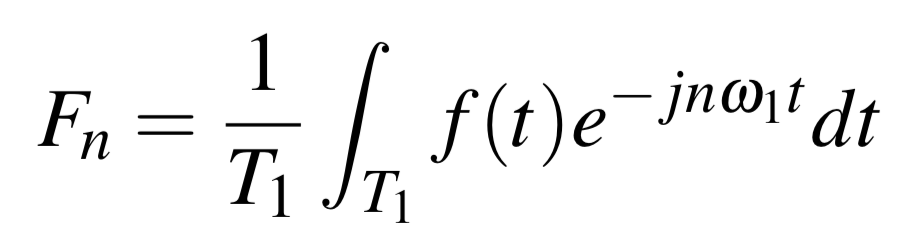 F_n = \frac{1}{T_1} \int_{T_1} f(t) e^{-jn\omega_1 t} dt